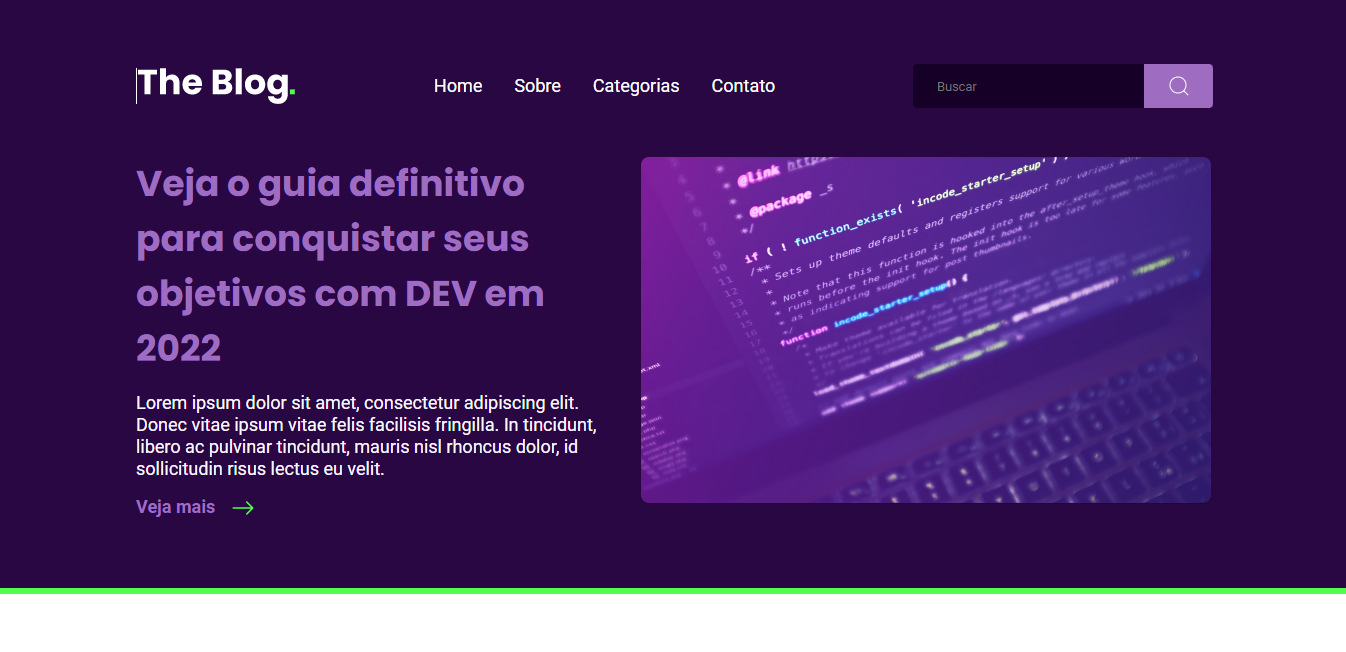 The Blog.
Home Sobre Categorias Contato
Buscar
Veja o guia definitivo
para conquistar seus
objetivos com DEV em
2022
Lorem ipsum dolor sit amet, consectetur adipiscing elit.
Donec vitae ipsum vitae felis facilisis fringilla. In tincidunt,
libero ac pulvinar tincidunt, mauris nisl rhoncus dolor, id
sollicitudin risus lectus eu velit.
Veja mais
* @link
* @package _s
*/
if ( ! function_exists( 'incode_starter_setup' ) ) :
/**
* Sets up theme defaults and registers support for various
* Note that this function is hooked into the after_setup_theme hook, which
* runs before the init hook. The init hook is too late for some features,
* as indicating support for post thumbnails.
*/
function incode_starter_setup() {